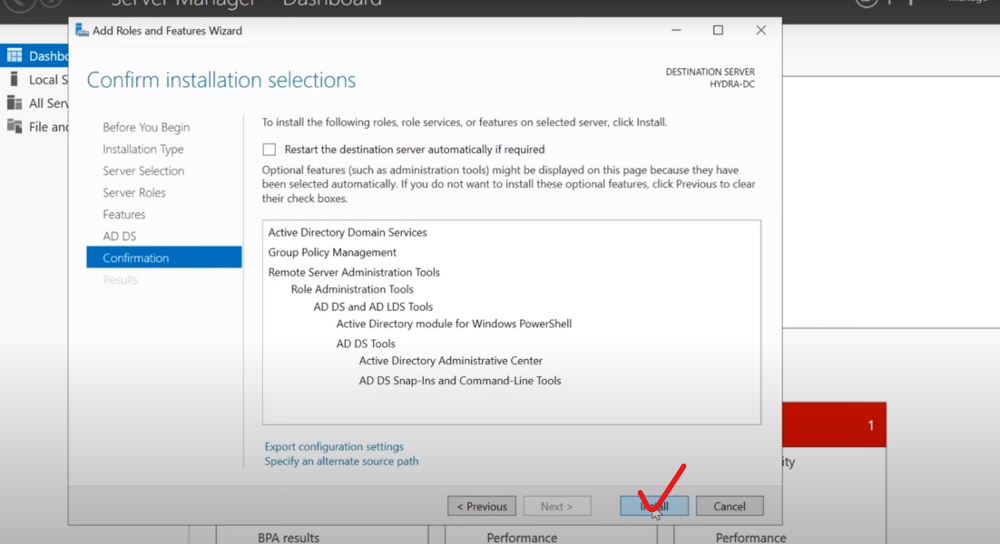 Server Manager Dashboard
Manage
Add Roles and Features Wizard
Dashbo
Local S
All Serv
File and
Confirm installation selections
DESTINATION SERVER
HYDRA-DC
Before You Begin
Installation Type
Server Selection
Server Roles
Features
AD DS
Confirmation
Results
To install the following roles, role services, or features on selected server, click Install.
Restart the destination server automatically if required
Optional features (such as administration tools) might be displayed on this page because they have
been selected automatically. If you do not want to install these optional features, click Previous to clear
their check boxes.
Active Directory Domain Services
Group Policy Management
Remote Server Administration Tools
Role Administration Tools
AD DS and AD LDS Tools
Active Directory module for Windows PowerShell
AD DS Tools
Active Directory Administrative Center
AD DS Snap-Ins and Command-Line Tools
Export configuration settings
Specify an alternate source path
1
ity
< Previous
Next >
Install
Cancel
BPA results
Performance
Performance